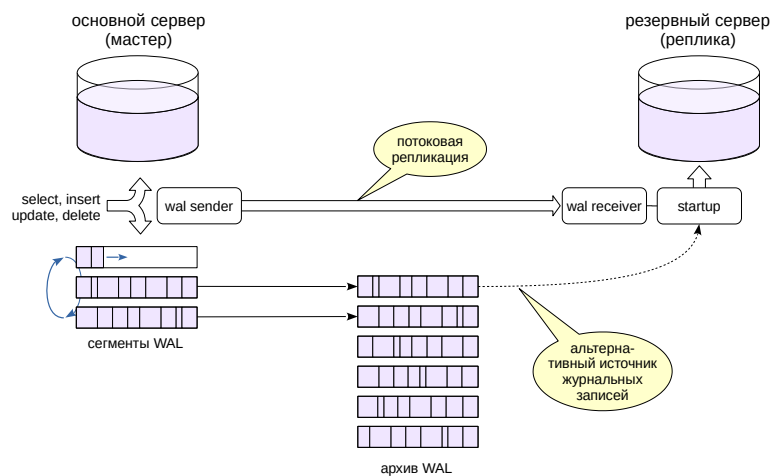 основной сервер
(мастер)
резервный сервер
(реплика)
потоковая
репликация
select, insert
update, delete
wal sender
wal receiver
startup
сегменты WAL
альтерна-
тивный источник
журнальных
записей
архив WAL